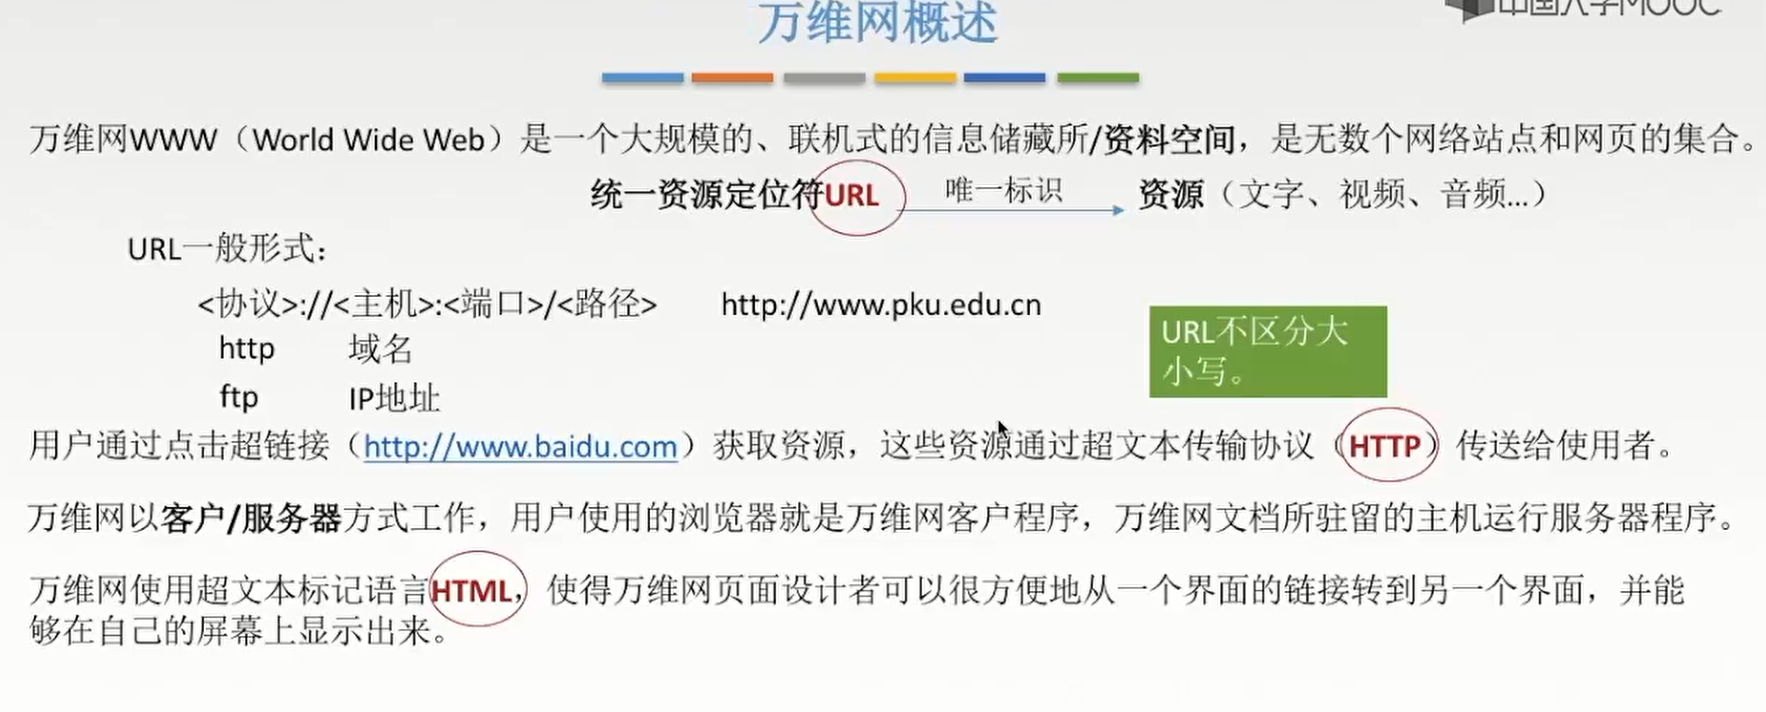 中国大学MOOC
万维网概述
万维网WWW（World Wide Web）是一个大规模的、联机式的信息储藏所/资料空间，是无数个网络站点和网页的集合。
统一资源定位符URL 唯一标识 资源（文字、视频、音频...）
URL一般形式：
<协议>://<主机>:<端口>/<路径> http://www.pku.edu.cn
http 域名
ftp IP地址
URL不区分大
小写。
用户通过点击超链接（http://www.baidu.com）获取资源，这些资源通过超文本传输协议（HTTP）传送给使用者。
万维网以客户/服务器方式工作，用户使用的浏览器就是万维网客户程序，万维网文档所驻留的主机运行服务器程序。
万维网使用超文本标记语言HTML，使得万维网页面设计者可以很方便地从一个界面的链接转到另一个界面，并能
够在自己的屏幕上显示出来。